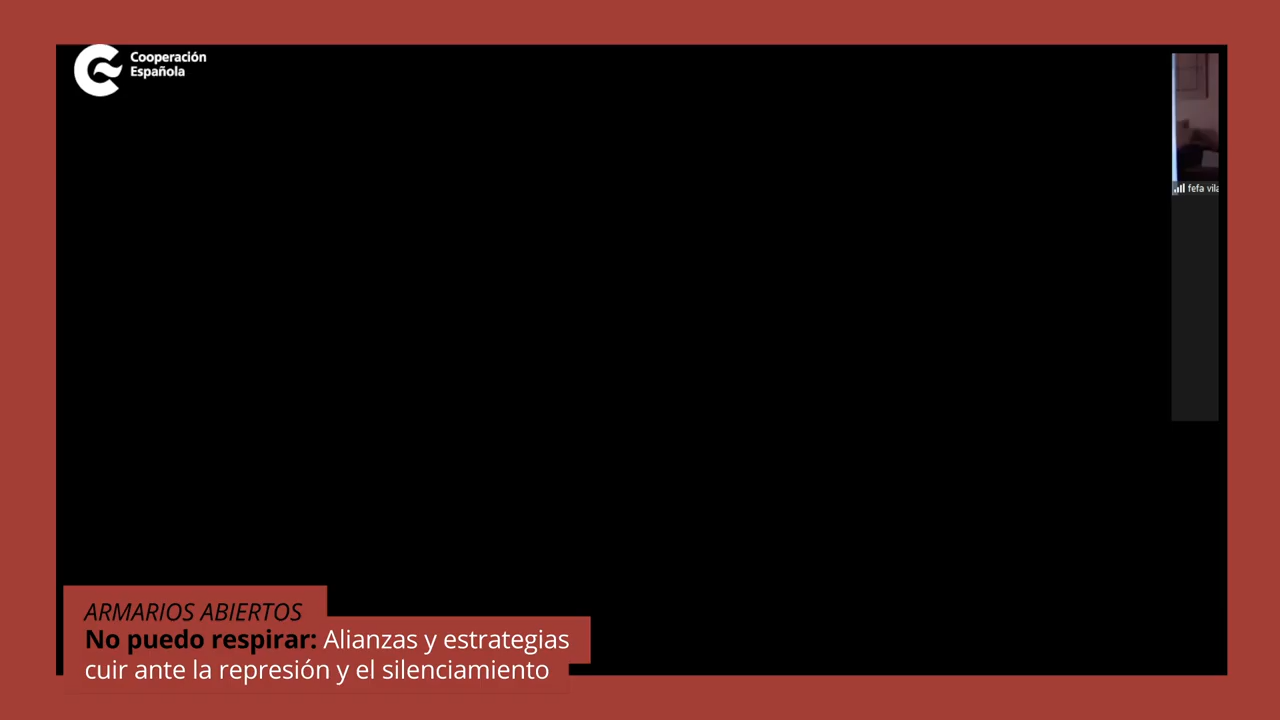 Cooperación
Española
fefa vila
ARMARIOS ABIERTOS
No puedo respirar: Alianzas y estrategias
cuir ante la represión y el silenciamiento